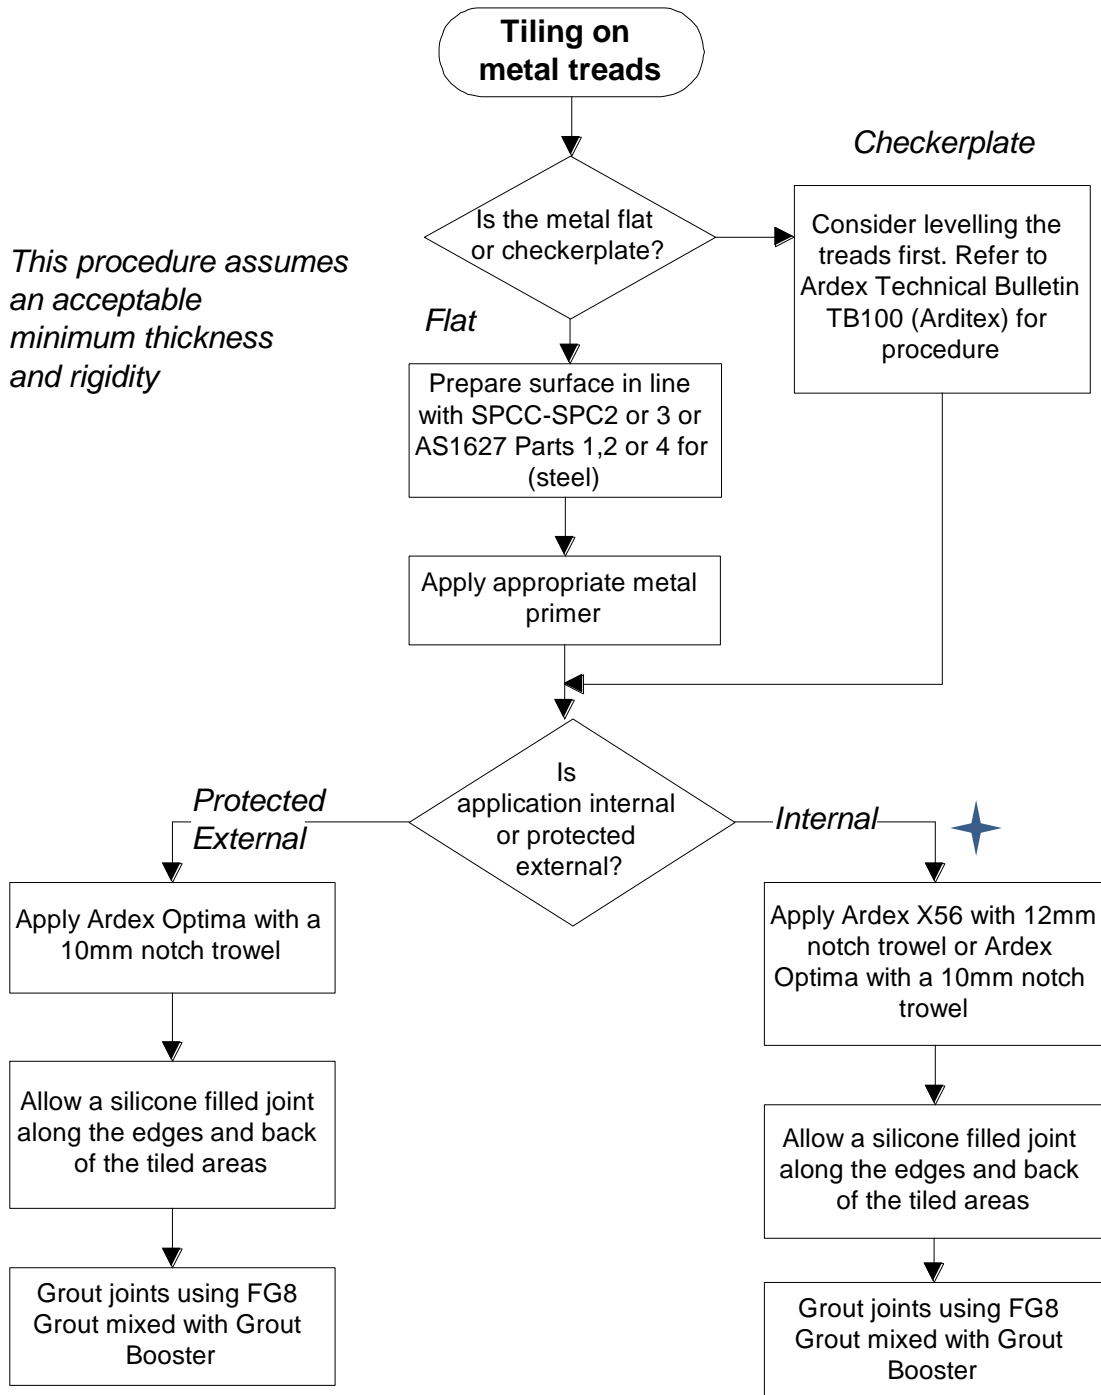 Tiling on
metal treads
Checkerplate
Is the metal flat
or checkerplate?
Consider levelling the
treads first. Refer to
Ardex Technical Bulletin
TB100 (Arditex) for
procedure
This procedure assumes
an acceptable
minimum thickness
and rigidity
Flat
Prepare surface in line
with SPCC-SPC2 or 3 or
AS1627 Parts 1,2 or 4 for
(steel)
Apply appropriate metal
primer
Is
application internal
or protected
external?
Protected
External
Internal
Apply Ardex Optima with a
10mm notch trowel
Allow a silicone filled joint
along the edges and back
of the tiled areas
Grout joints using FG8
Grout mixed with Grout
Booster
Apply Ardex X56 with 12mm
notch trowel or Ardex
Optima with a 10mm notch
trowel
Allow a silicone filled joint
along the edges and back
of the tiled areas
Grout joints using FG8
Grout mixed with Grout
Booster